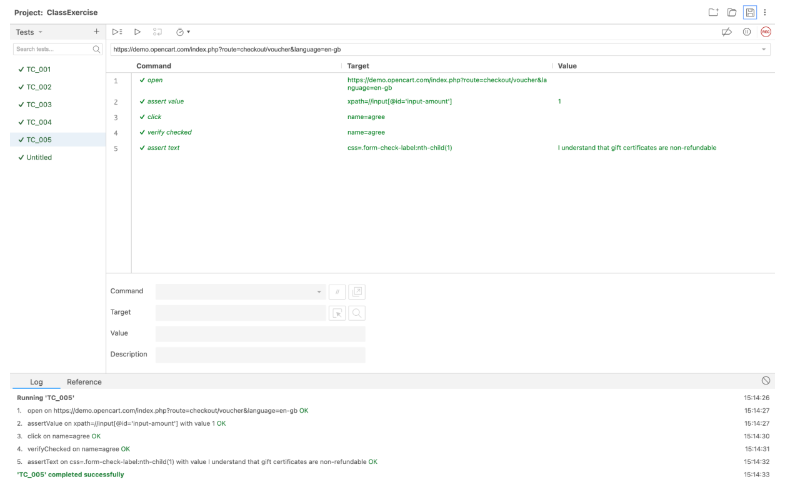 Project: ClassExercise
Tests
+
REC
Search tests...
https://demo.opencart.com/index.php?route=checkout/voucher&language=en-gb
Command Target Value
✓ TC_001
✓ TC_002
✓ TC_003
✓ TC_004
✓ TC_005
✓ Untitled
1 ✓ open https://demo.opencart.com/index.php?route=checkout/voucher&la
nguage=en-gb
2 ✓ assert value xpath=//input[@id='input-amount'] 1
3 ✓ click name=agree
4 ✓ verify checked name=agree
5 ✓ assert text css=.form-check-label:nth-child(1) I understand that gift certificates are non-refundable
Command
//
Target
Value
Description
Log Reference
Running 'TC_005' 15:14:26
1. open on https://demo.opencart.com/index.php?route=checkout/voucher&language=en-gb OK 15:14:27
2. assertValue on xpath=//input[@id='input-amount'] with value 1 OK 15:14:27
3. click on name=agree OK 15:14:30
4. verifyChecked on name=agree OK 15:14:31
5. assertText on css=.form-check-label:nth-child(1) with value I understand that gift certificates are non-refundable OK 15:14:32
'TC_005' completed successfully 15:14:33